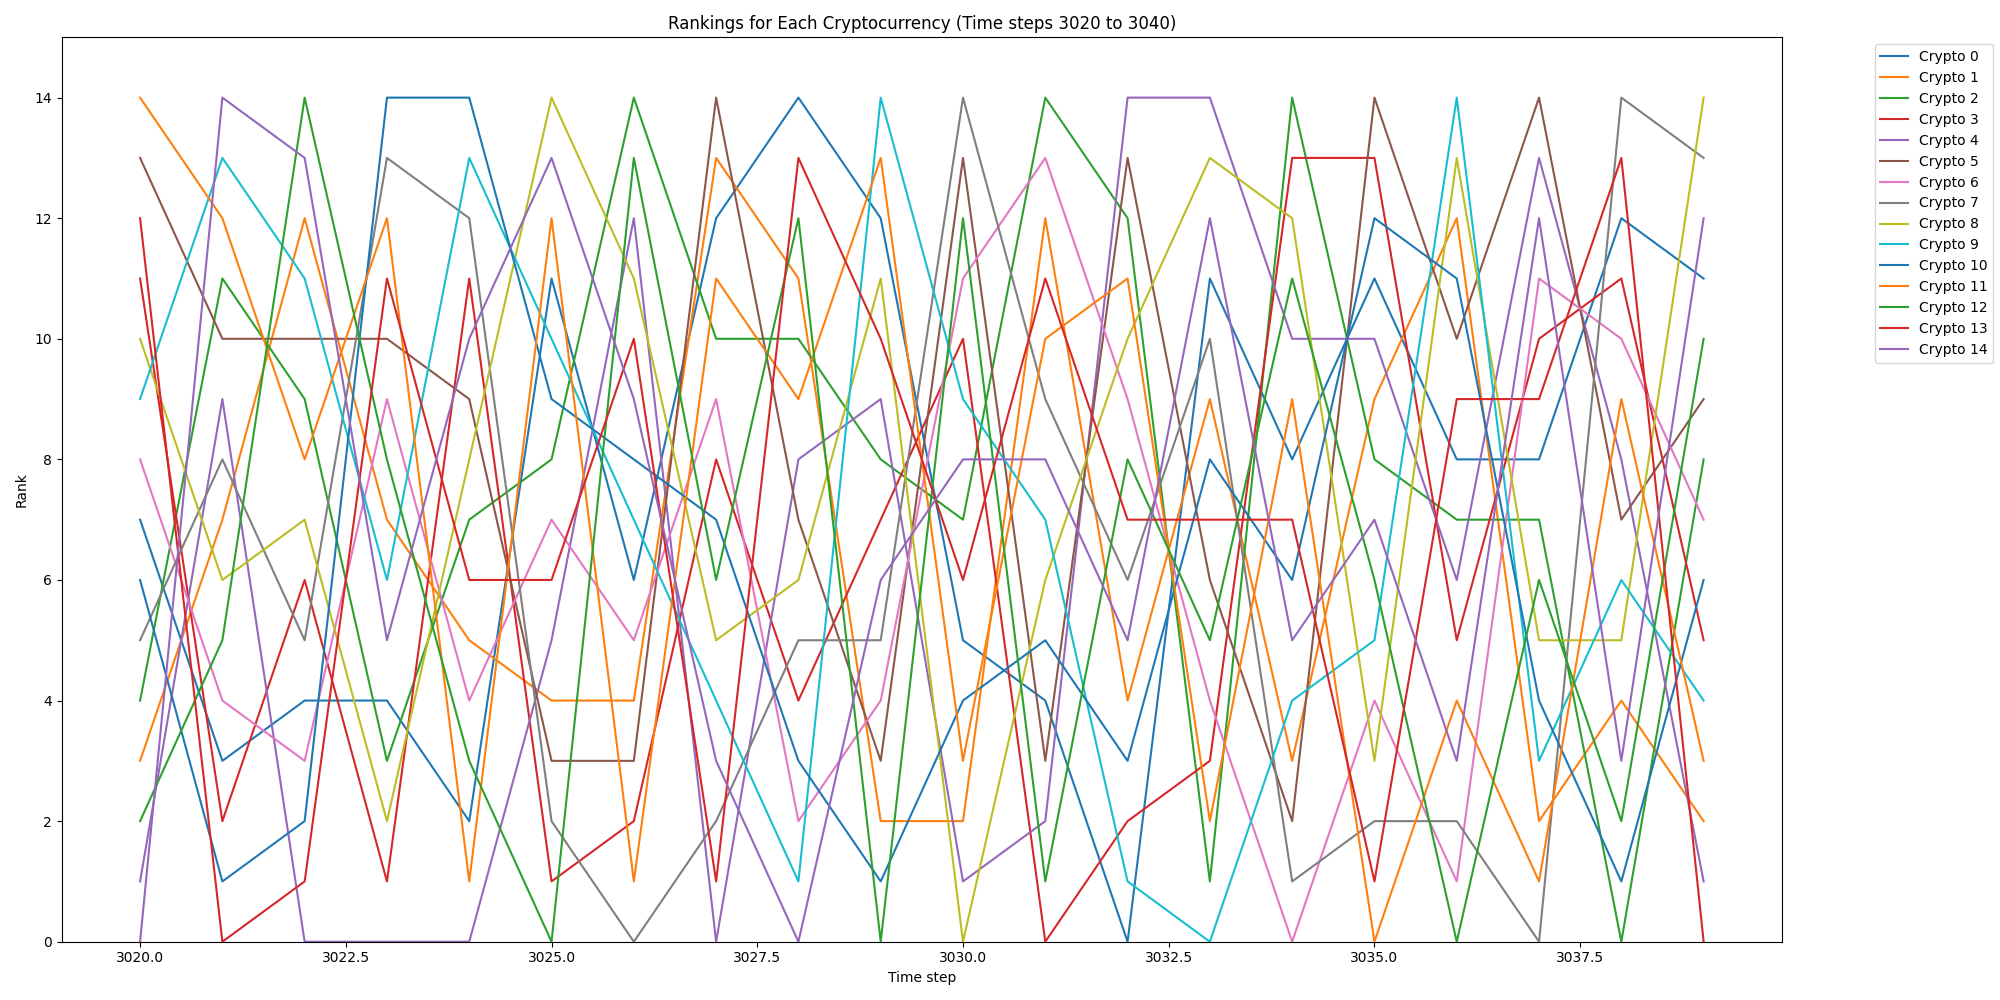 Rankings for Each Cryptocurrency (Time steps 3020 to 3040)
Rank
14
12
10
8
6
4
2
0
3020.0 3022.5 3025.0 3027.5 3030.0 3032.5 3035.0 3037.5
Time step
Crypto 0
Crypto 1
Crypto 2
Crypto 3
Crypto 4
Crypto 5
Crypto 6
Crypto 7
Crypto 8
Crypto 9
Crypto 10
Crypto 11
Crypto 12
Crypto 13
Crypto 14